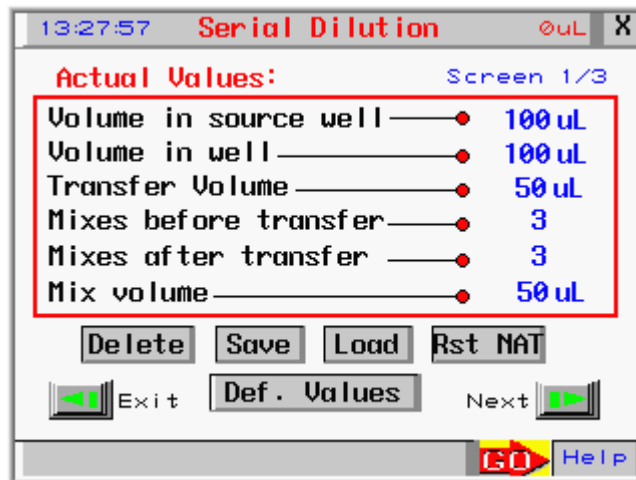 13:27:57 Serial Dilution 0uL X
Actual Values: Screen 1/3
Volume in source well 100 uL
Volume in well 100 uL
Transfer Volume 50 uL
Mixes before transfer 3
Mixes after transfer 3
Mix volume 50 uL
Delete Save Load Rst NAT
Exit Def. Values Next
GO Help